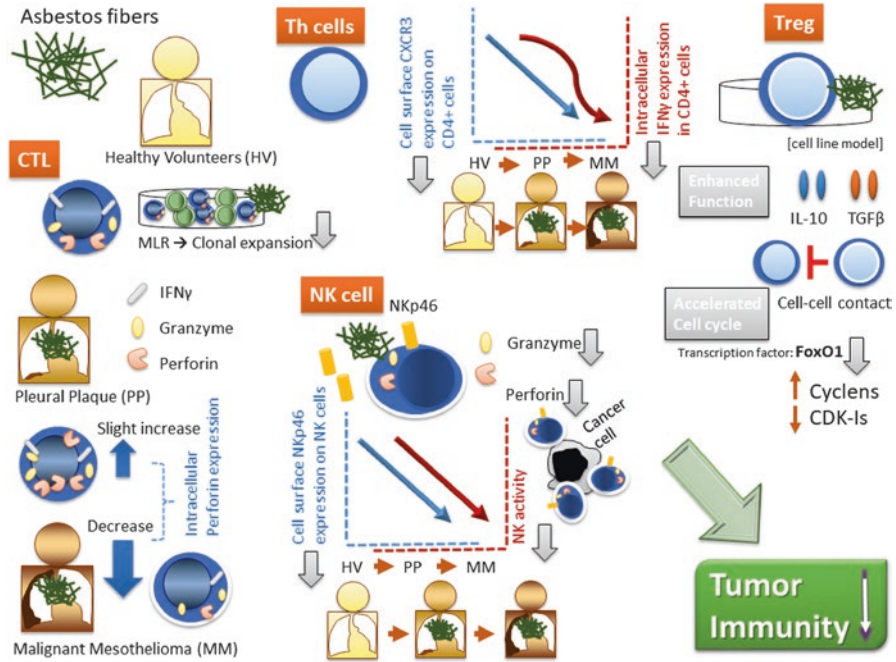 Asbestos fibers
Healthy Volunteers (HV)
CTL
MLR → Clonal expansion
IFNγ
Granzyme
Perforin
Pleural Plaque (PP)
Slight increase
Decrease
Intracellular
Perforin expression
Malignant Mesothelioma (MM)
Th cells
Cell surface CXCR3
expression on
CD4+ cells
Intracellular
IFNγ expression
in CD4+ cells
HV PP MM
NK cell
NKp46
Granzyme
Perforin
Cancer
cell
Cell surface NKp46
expression on NK cells
NK activity
HV PP MM
Treg
[cell line model]
Enhanced
Function
IL-10 TGFβ
Cell-cell contact
Accelerated
Cell cycle
Transcription factor: FoxO1
Cyclens
CDK-Is
Tumor
Immunity